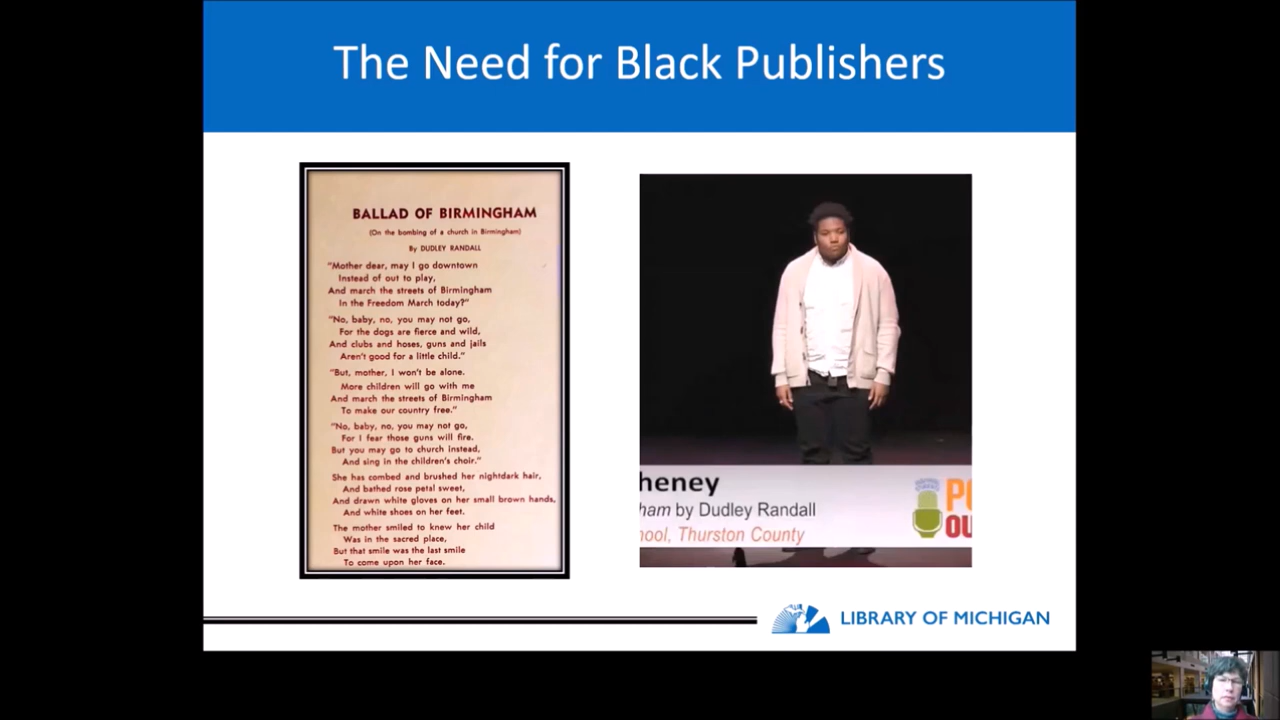 The Need for Black Publishers
BALLAD OF BIRMINGHAM
(On the bombing of a church in Birmingham)
By DUDLEY RANDALL
"Mother dear, may I go downtown
Instead of out to play,
And march the streets of Birmingham
In the Freedom March today?"
"No, baby, no, you may not go,
For the dogs are fierce and wild,
And clubs and hoses, guns and jails
Aren't good for a little child."
"But, mother, I won't be alone.
More children will go with me
And march the streets of Birmingham
To make our country free."
"No, baby, no, you may not go,
For I fear those guns will fire.
But you may go to church instead,
And sing in the children's choir."
She has combed and brushed her nightdark hair,
And bathed rose petal sweet,
And drawn white gloves on her small brown hands,
And white shoes on her feet.
The mother smiled to knew her child
Was in the sacred place,
But that smile was the last smile
To come upon her face.
heney
ham by Dudley Randall
hool, Thurston County
PO
OU
LIBRARY OF MICHIGAN